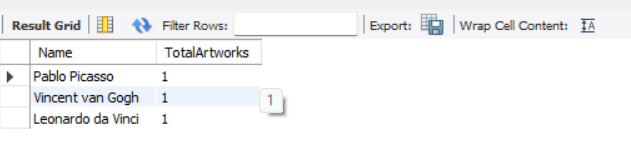 Result Grid Filter Rows: Export: Wrap Cell Content: IA
Name TotalArtworks
Pablo Picasso 1
Vincent van Gogh 1 1
Leonardo da Vinci 1